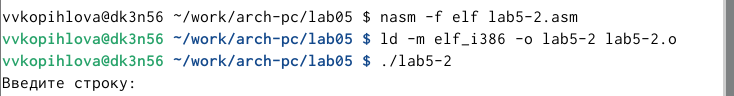 vvkopihlova@dk3n56 ~/work/arch-pc/lab05 $ nasm -f elf lab5-2.asm
vvkopihlova@dk3n56 ~/work/arch-pc/lab05 $ ld -m elf_i386 -o lab5-2 lab5-2.o
vvkopihlova@dk3n56 ~/work/arch-pc/lab05 $ ./lab5-2
Введите строку: